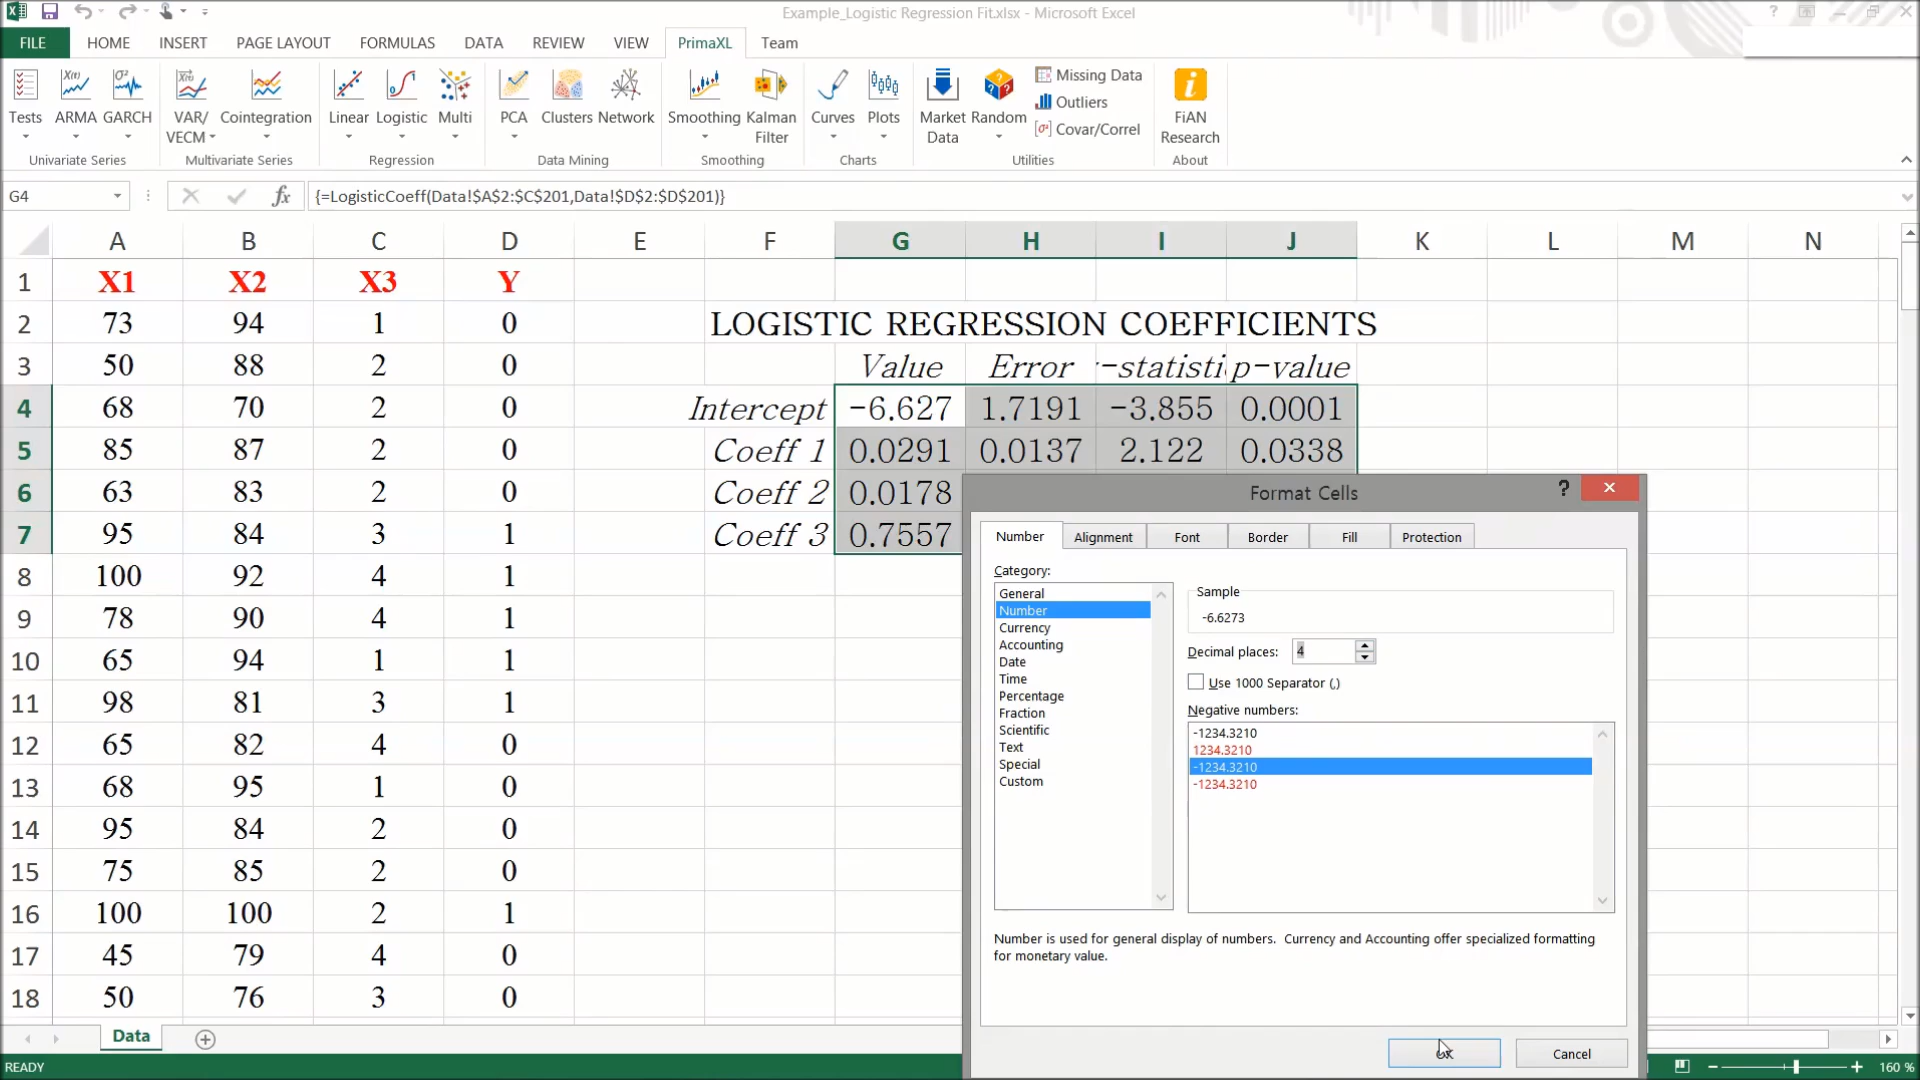 Example_Logistic Regression Fit.xlsx - Microsoft Excel
FILE HOME INSERT PAGE LAYOUT FORMULAS DATA REVIEW VIEW PrimaXL Team
Tests ARMA GARCH VAR/ VECM Cointegration Linear Logistic Multi PCA Clusters Network Smoothing Kalman Filter Curves Plots Market Data Random Missing Data Outliers Covar/Correl FiAN Research
Univariate Series Multivariate Series Regression Data Mining Smoothing Charts Utilities About
G4 fx {=LogisticCoeff(Data!$A$2:$C$201,Data!$D$2:$D$201)}
A B C D E F G H I J K L M N
1 X1 X2 X3 Y
2 73 94 1 0 LOGISTIC REGRESSION COEFFICIENTS
3 50 88 2 0 Value Error -statisti p-value
4 68 70 2 0 Intercept -6.627 1.7191 -3.855 0.0001
5 85 87 2 0 Coeff 1 0.0291 0.0137 2.122 0.0338
6 63 83 2 0 Coeff 2 0.0178
7 95 84 3 1 Coeff 3 0.7557
8 100 92 4 1
9 78 90 4 1
10 65 94 1 1
11 98 81 3 1
12 65 82 4 0
13 68 95 1 0
14 95 84 2 0
15 75 85 2 0
16 100 100 2 1
17 45 79 4 0
18 50 76 3 0
Format Cells ?
Number Alignment Font Border Fill Protection
Category:
General
Number
Currency
Accounting
Date
Time
Percentage
Fraction
Scientific
Text
Special
Custom
Sample
-6.6273
Decimal places: 4
Use 1000 Separator (,)
Negative numbers:
-1234.3210
1234.3210
-1234.3210
-1234.3210
Number is used for general display of numbers. Currency and Accounting offer specialized formatting
for monetary value.
OK Cancel
Data
READY 160 %